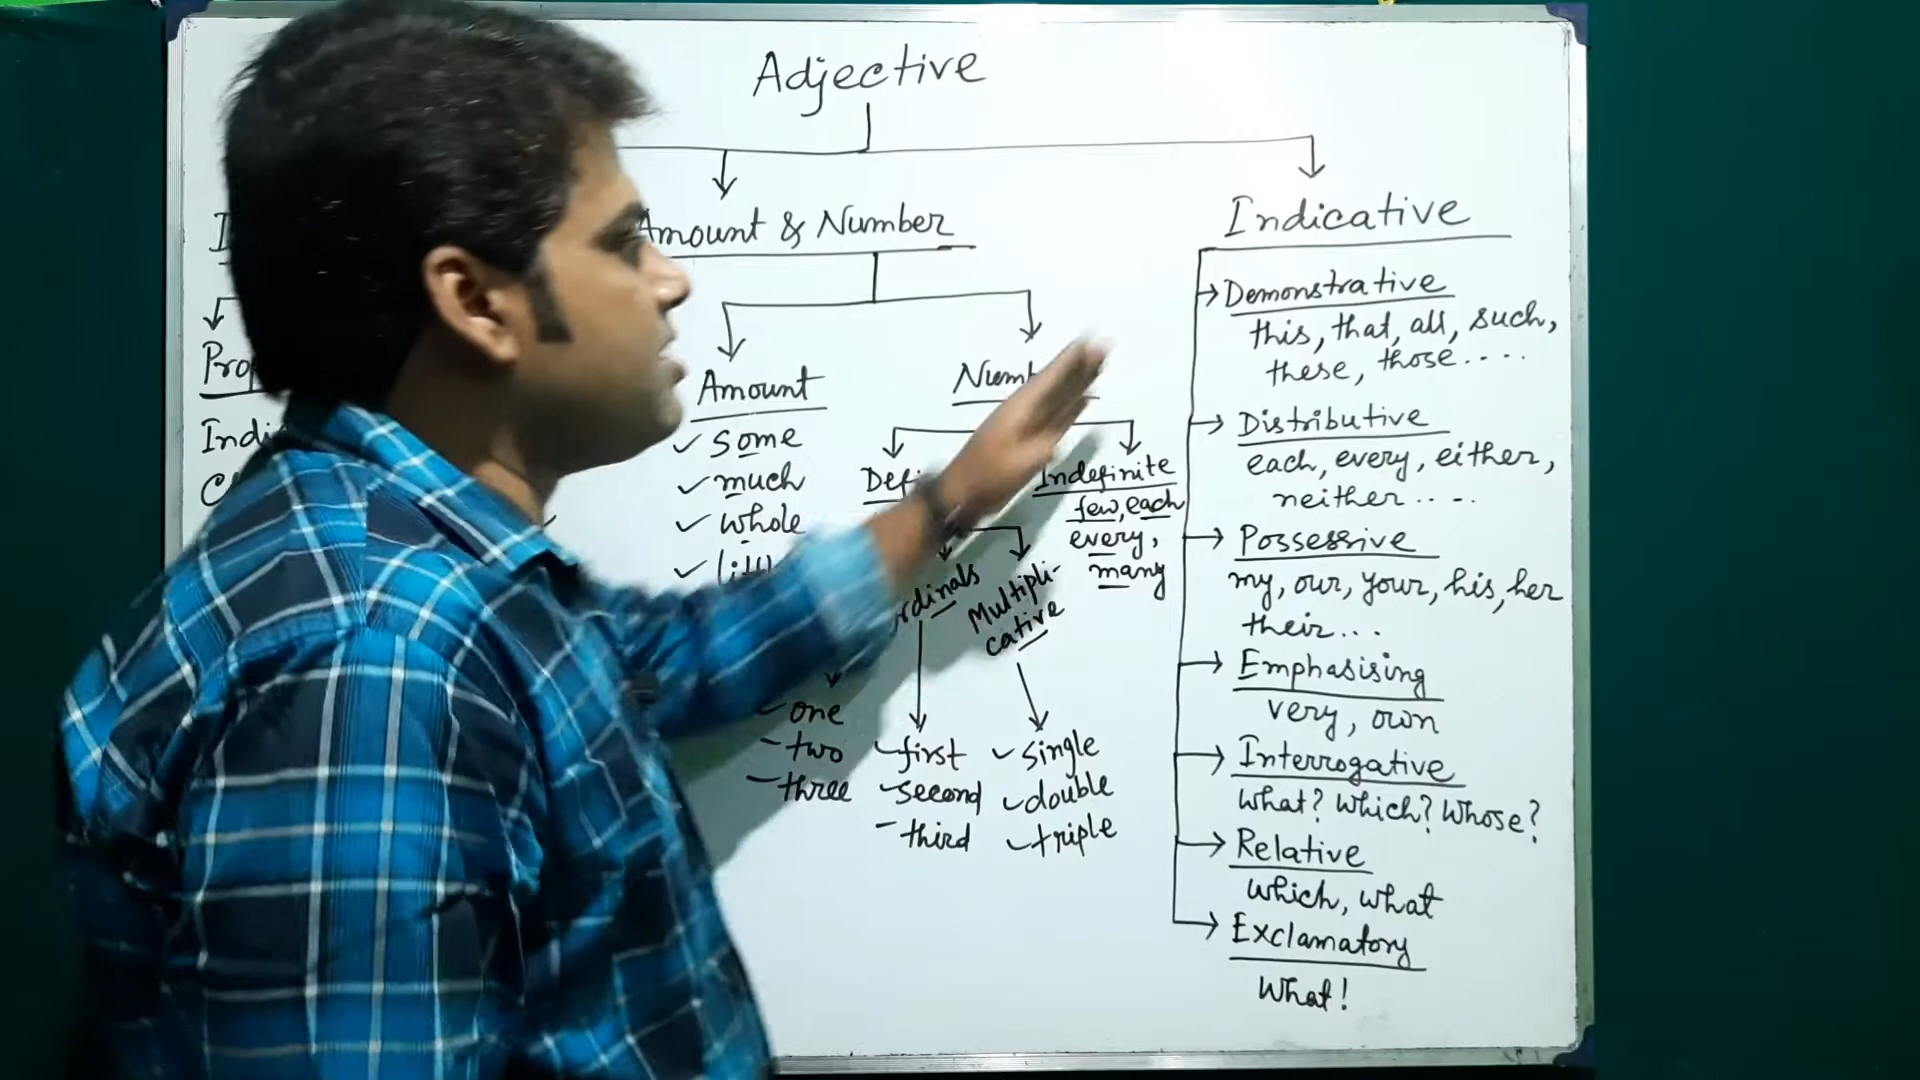 Adjective
Amount & Number
Indicative
Demonstrative
this, that, all, such,
these, those.....
Amount
some
much
whole
Distributive
each, every, either,
neither.....
Indefinite
few, each
every,
many
Possessive
my, our, your, his, her
their...
Multipli-
cative
Emphasising
very, own
one
two
three
first
second
third
single
double
triple
Interrogative
What? Which? Whose?
Relative
Which, what
Exclamatory
What!